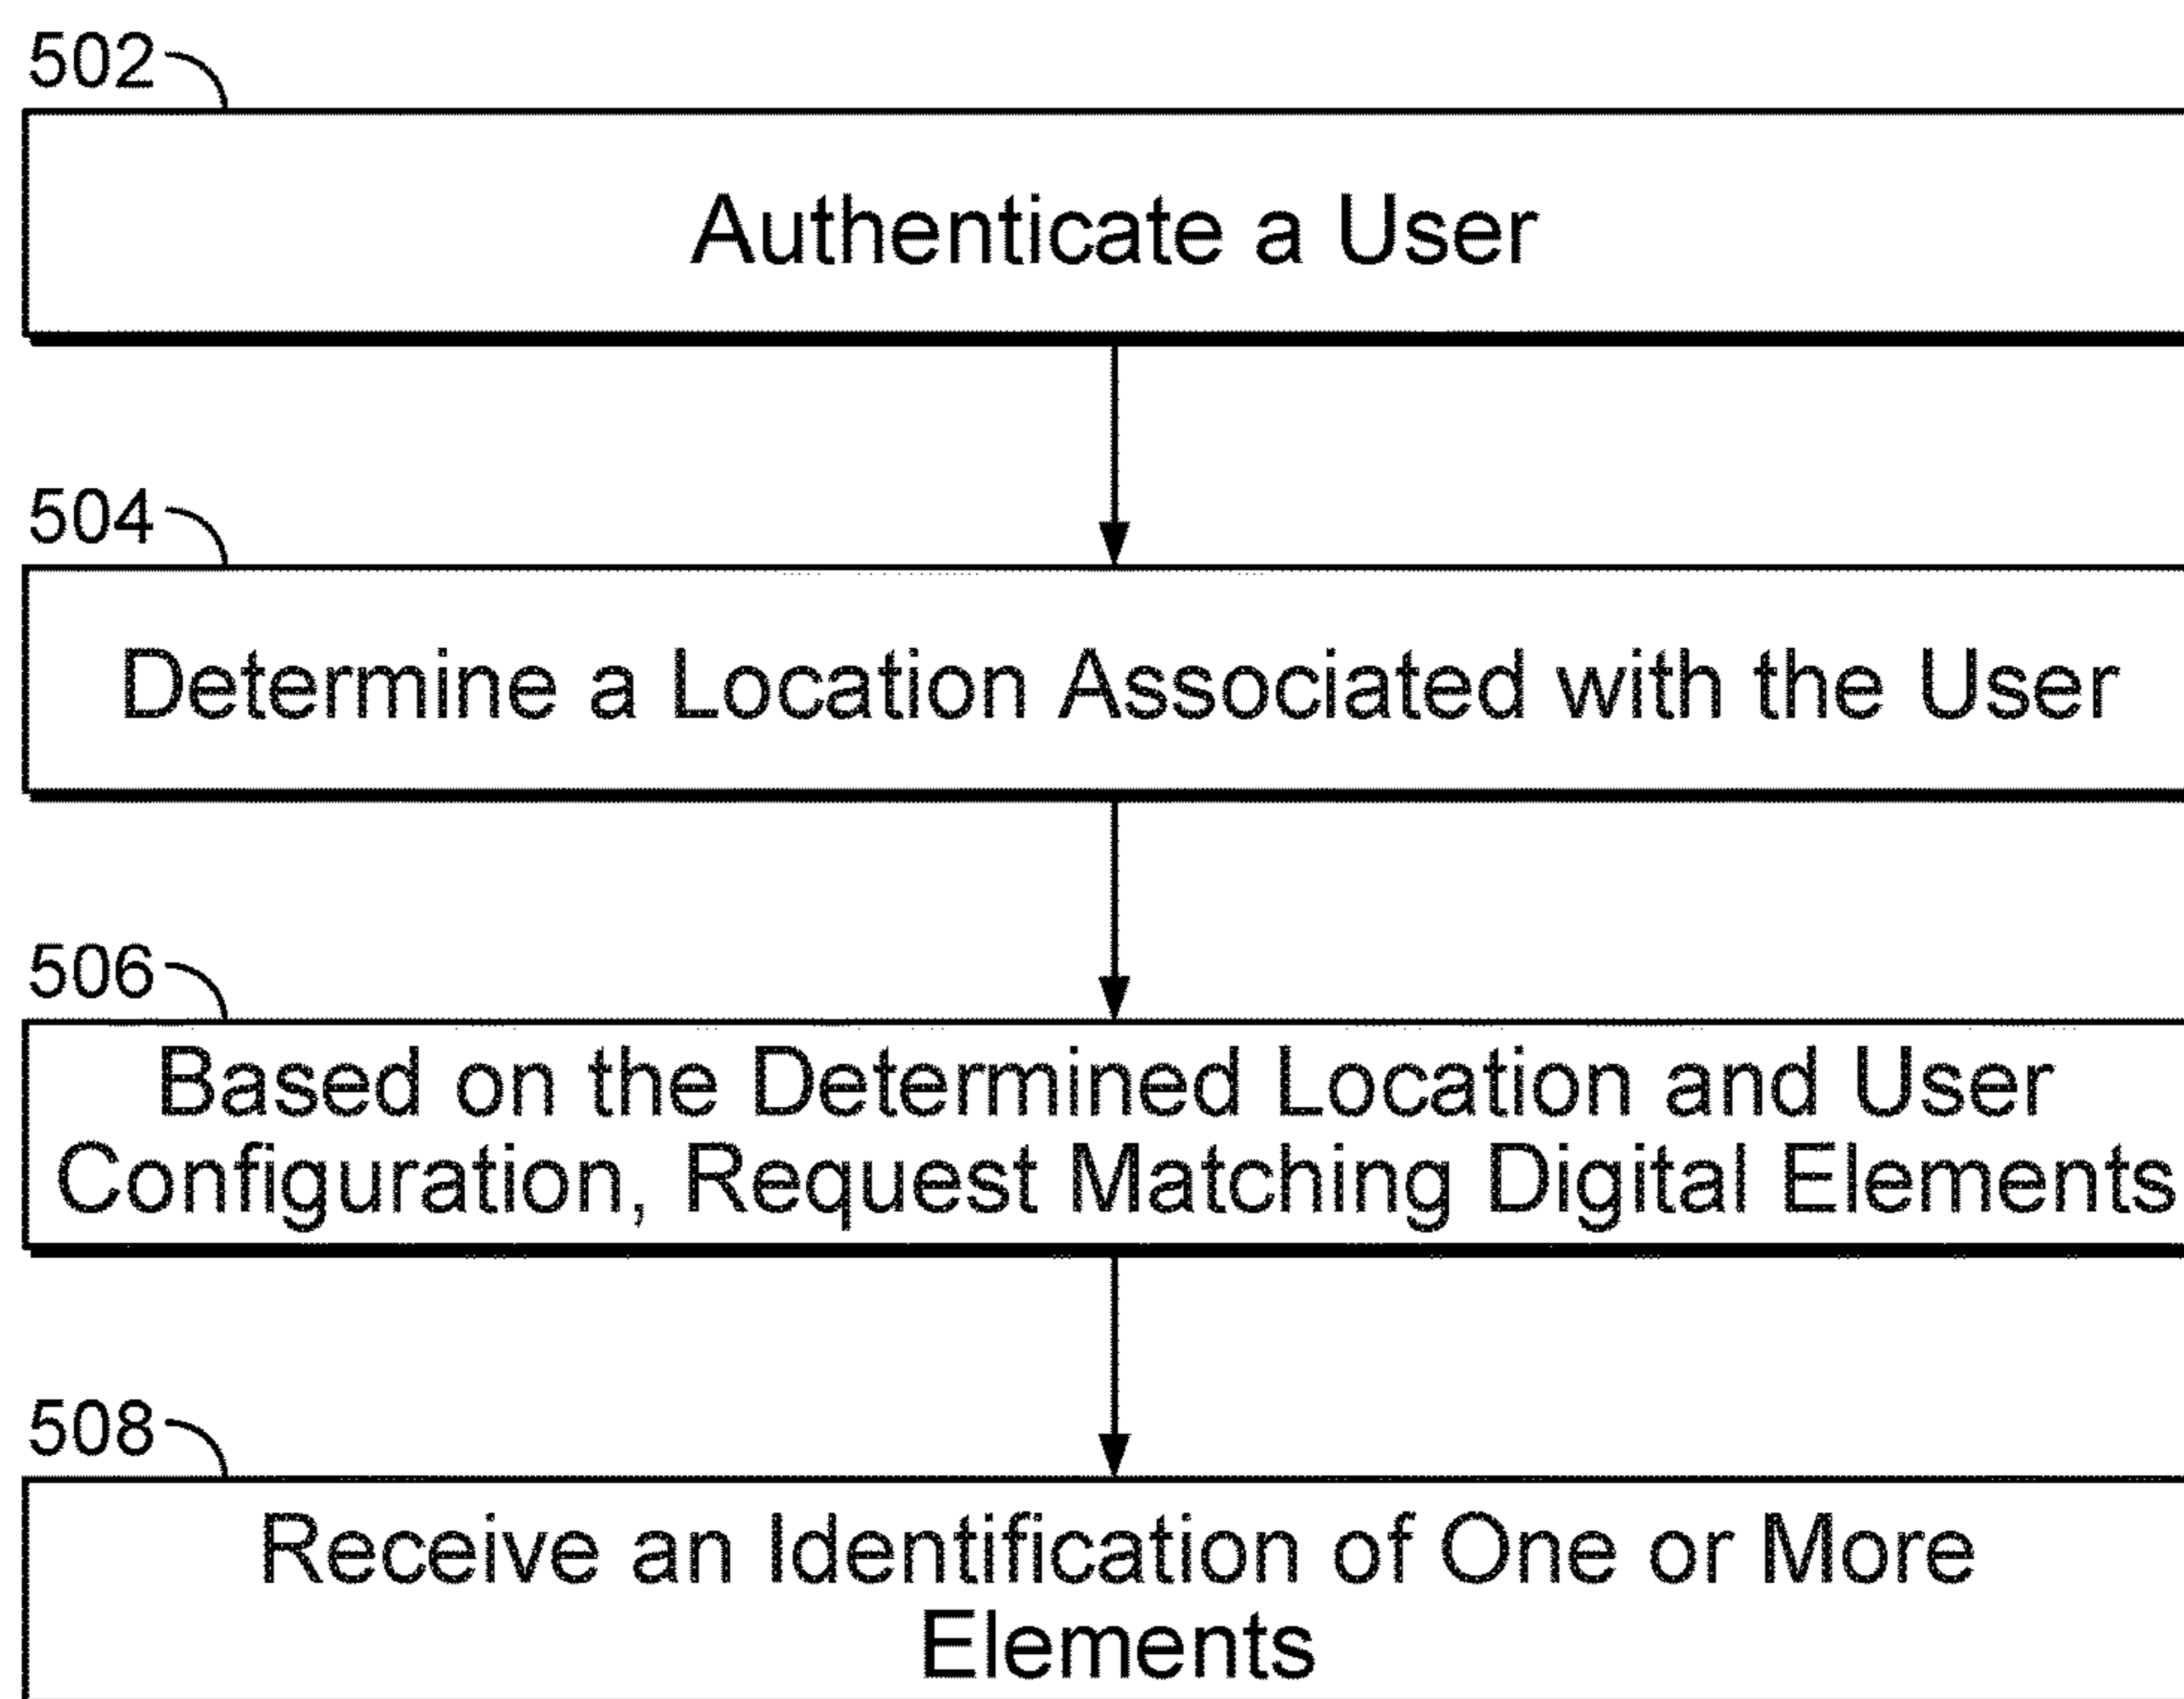 502
Authenticate a User
504
Determine a Location Associated with the User
506
Based on the Determined Location and User
Configuration, Request Matching Digital Elements
508
Receive an Identification of One or More
Elements